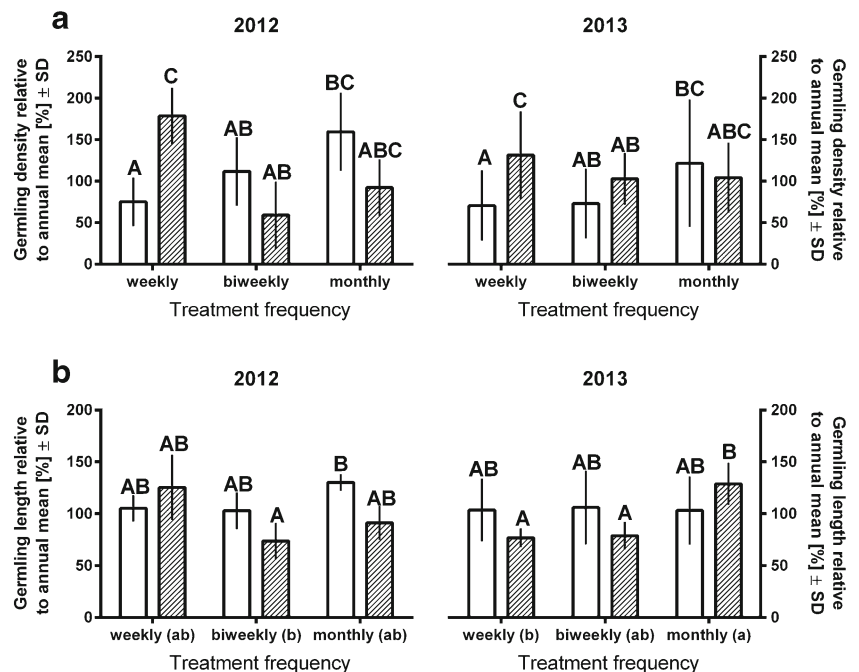 a
2012
2013
Germling density relative
to annual mean [%] ± SD
250
200
150
100
50
0
A
C
AB
AB
BC
ABC
weekly
biweekly
monthly
Treatment frequency
A
C
AB
AB
BC
ABC
weekly
biweekly
monthly
Treatment frequency
250
200
150
100
50
0
Germling density relative
to annual mean [%] ± SD
b
2012
2013
Germling length relative
to annual mean [%] ± SD
200
150
100
50
0
AB
AB
AB
A
B
AB
weekly (ab)
biweekly (b)
monthly (ab)
Treatment frequency
AB
A
AB
A
AB
B
weekly (b)
biweekly (ab)
monthly (a)
Treatment frequency
200
150
100
50
0
Germling length relative
to annual mean [%] ± SD